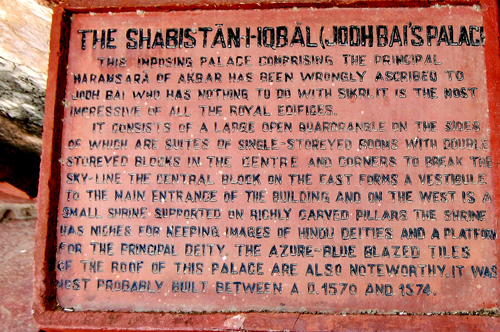 THE SHABISTĀN-I-IQBĀL (JODH BAI'S PALACE
THIS IMPOSING PALACE COMPRISING THE PRINCIPAL
HARAMSARĀ OF AKBAR HAS BEEN WRONGLY ASCRIBED TO
JODH BAI WHO HAS NOTHING TO DO WITH SIKRI. IT IS THE MOST
IMPRESSIVE OF ALL THE ROYAL EDIFICES.
IT CONSISTS OF A LARGE OPEN QUADRANGLE ON THE SIDES
OF WHICH ARE SUITES OF SINGLE-STOREYED ROOMS WITH DOUBLE
STOREYED BLOCKS IN THE CENTRE AND CORNERS TO BREAK THE
SKY-LINE THE CENTRAL BLOCK ON THE EAST FORMS A VESTIBULE
TO THE MAIN ENTRANCE OF THE BUILDING AND ON THE WEST IS A
SMALL SHRINE SUPPORTED ON RICHLY CARVED PILLARS THE SHRINE
HAS NICHES FOR KEEPING IMAGES OF HINDU DEITIES AND A PLATFORM
FOR THE PRINCIPAL DEITY. THE AZURE-BLUE GLAZED TILES
OF THE ROOF OF THIS PALACE ARE ALSO NOTEWORTHY. IT WAS
MOST PROBABLY BUILT BETWEEN A D. 1570 AND 1574.